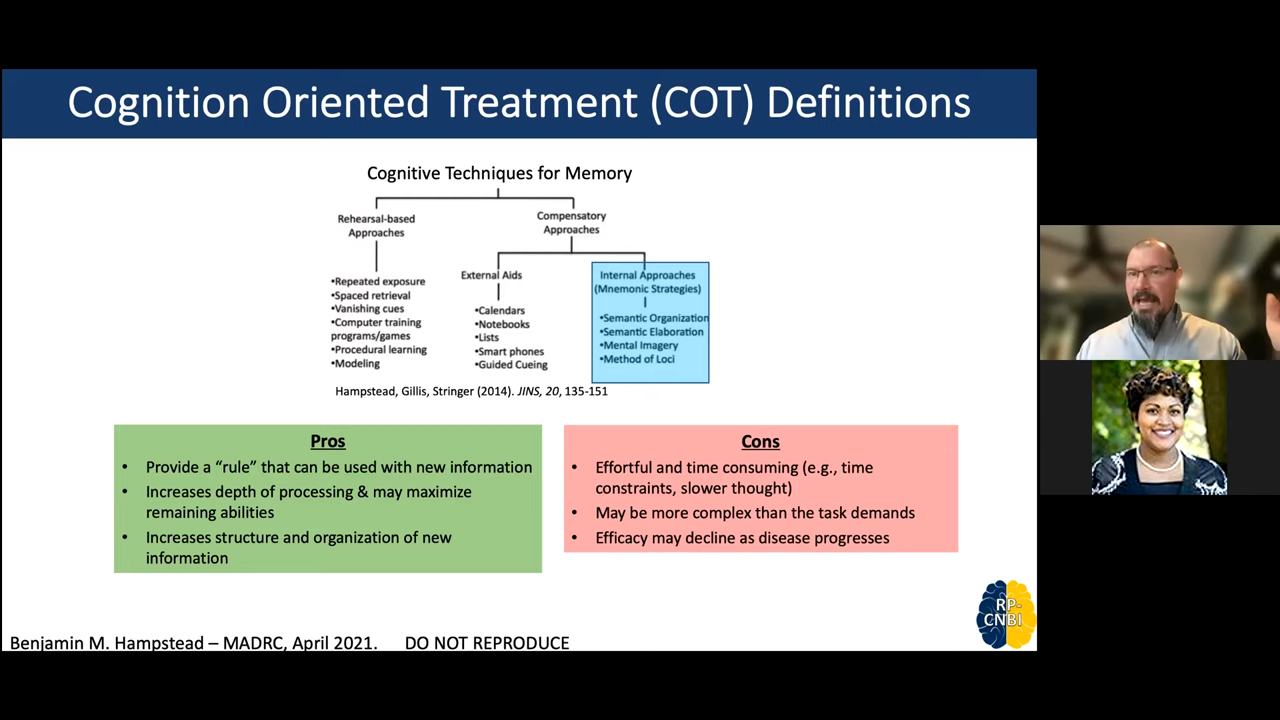 Cognition Oriented Treatment (COT) Definitions
Cognitive Techniques for Memory
Rehearsal-based
Approaches
•Repeated exposure
•Spaced retrieval
•Vanishing cues
•Computer training
programs/games
•Procedural learning
•Modeling
Compensatory
Approaches
External Aids
•Calendars
•Notebooks
•Lists
•Smart phones
•Guided Cueing
Internal Approaches
(Mnemonic Strategies)
•Semantic Organization
•Semantic Elaboration
•Mental Imagery
•Method of Loci
Hampstead, Gillis, Stringer (2014). JINS, 20, 135-151
Pros
• Provide a “rule” that can be used with new information
• Increases depth of processing & may maximize
remaining abilities
• Increases structure and organization of new
information
Cons
• Effortful and time consuming (e.g., time
constraints, slower thought)
• May be more complex than the task demands
• Efficacy may decline as disease progresses
RP-
CNBI
Benjamin M. Hampstead – MADRC, April 2021. DO NOT REPRODUCE